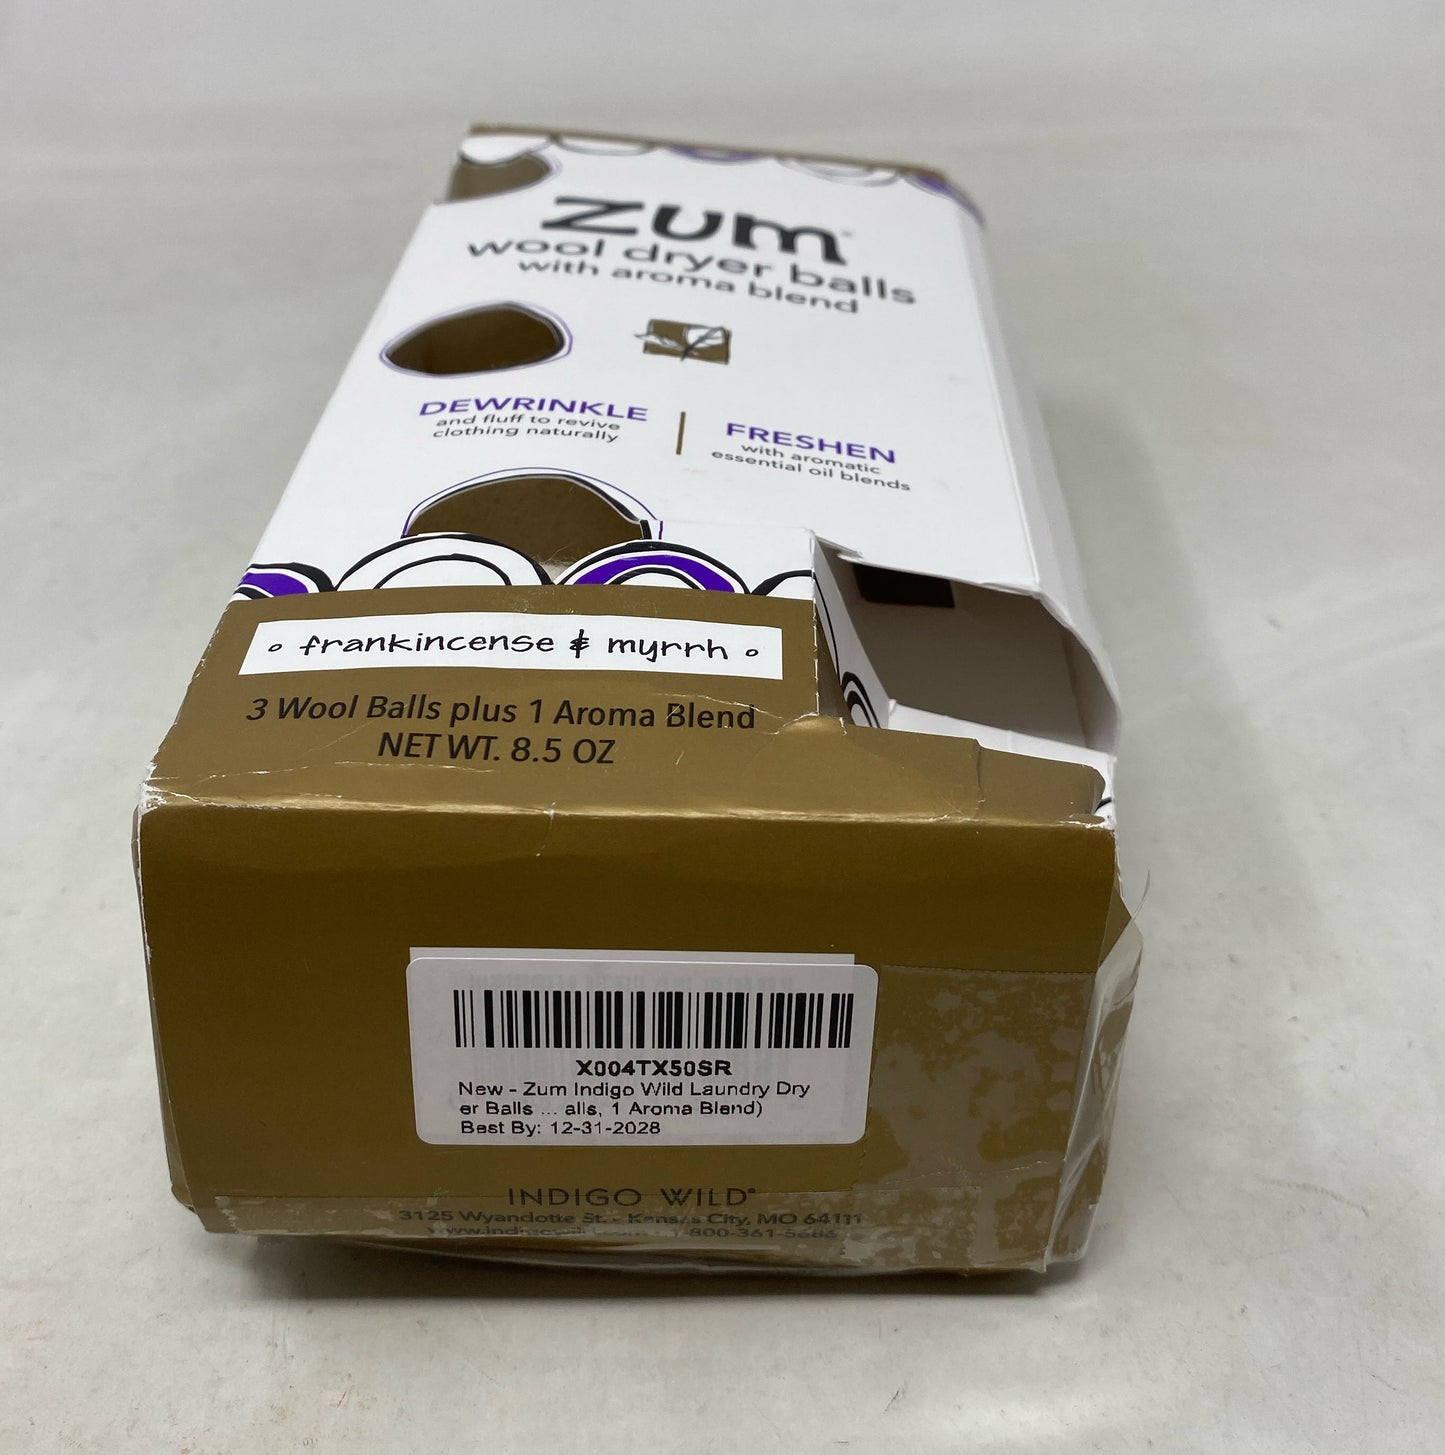 zum®
wool dryer balls
with aroma blend
DEWRINKLE
and fluff to revive
clothing naturally
FRESHEN
with aromatic
essential oil blends
frankincense & myrrh
3 Wool Balls plus 1 Aroma Blend
NET WT. 8.5 OZ
X004TX50SR
New - Zum Indigo Wild Laundry Dry
er Balls ... alls, 1 Aroma Blend)
Best By: 12-31-2028
INDIGO WILD®
3125 Wyandotte St. - Kansas City, MO 64111
800-361-5686